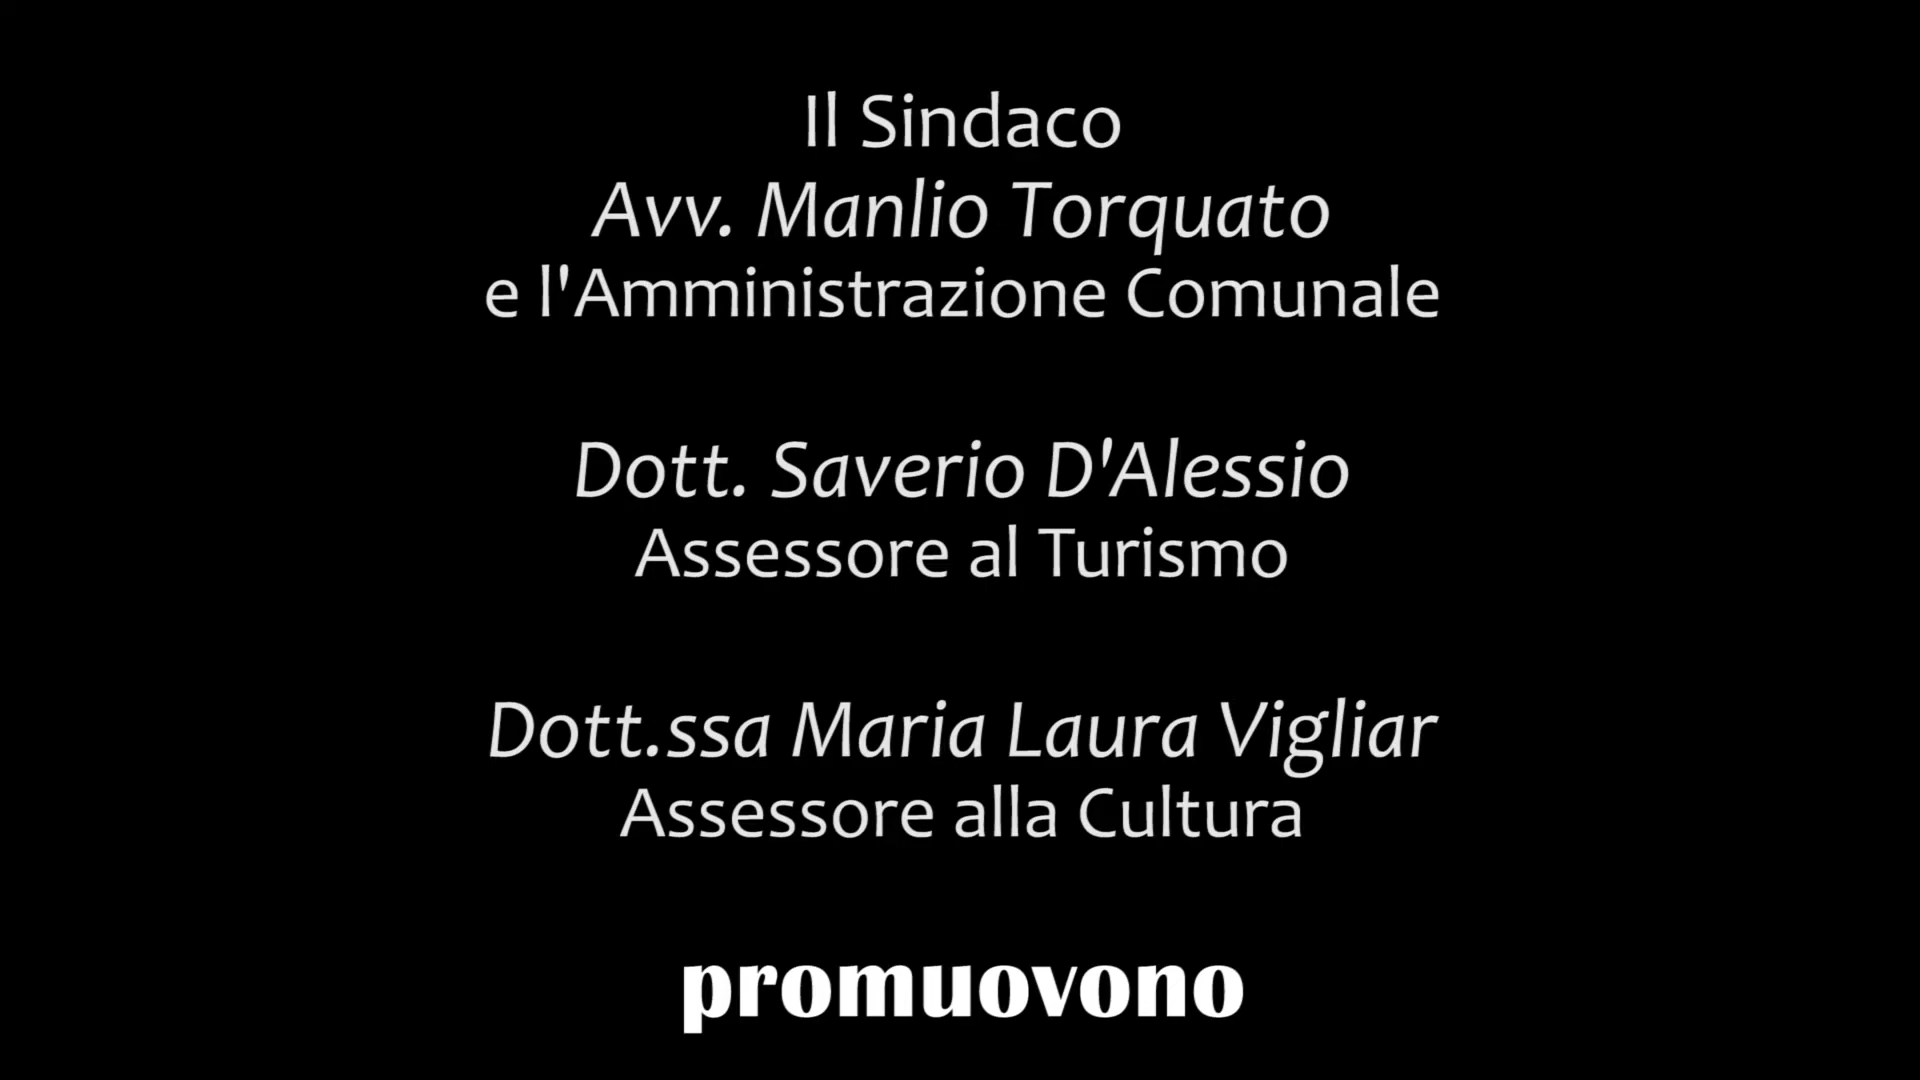 Il Sindaco
Avv. Manlio Torquato
e l'Amministrazione Comunale
Dott. Saverio D'Alessio
Assessore al Turismo
Dott.ssa Maria Laura Vigliar
Assessore alla Cultura
promuovono